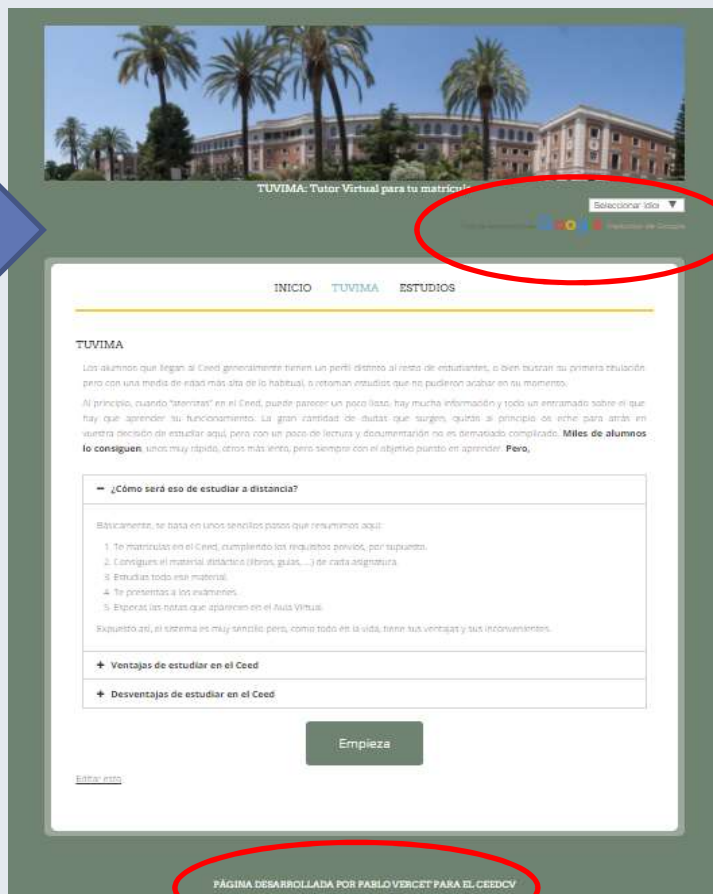 TUVIMA: Tutor Virtual para tu matrícula
Seleccionar idio ▼
Traductor de Google
INICIO TUVIMA ESTUDIOS
TUVIMA
Los alumnos que llegan al Ceed generalmente tienen un perfil distinto al resto de estudiantes, o bien buscan su primera titulación
pero con una media de edad más alta de lo habitual, o retoman estudios que no pudieron acabar en su momento.
Al principio, cuando "aterrizas" en el Ceed, puede parecer un poco lioso, hay mucha información y todo un entramado sobre el que
hay que aprender su funcionamiento. La gran cantidad de dudas que surgen, quizás al principio os eche para atrás en
vuestra decisión de estudiar aquí, pero con un poco de lectura y documentación no es demasiado complicado. Miles de alumnos
lo consiguen, unos muy rápido, otros más lento, pero siempre con el objetivo puesto en aprender. Pero,
− ¿Cómo será eso de estudiar a distancia?
Básicamente, se basa en unos sencillos pasos que resumimos aquí:
1. Te matriculas en el Ceed, cumpliendo los requisitos previos, por supuesto.
2. Consigues el material didáctico (libros, guías, ...) de cada asignatura.
3. Estudias todo ese material.
4. Te presentas a los exámenes.
5. Esperas las notas que aparecen en el Aula Virtual.
Expuesto así, el sistema es muy sencillo pero, como todo en la vida, tiene sus ventajas y sus inconvenientes.
+ Ventajas de estudiar en el Ceed
+ Desventajas de estudiar en el Ceed
Empieza
Editar esto
PÁGINA DESARROLLADA POR PABLO VERCET PARA EL CEEDCV